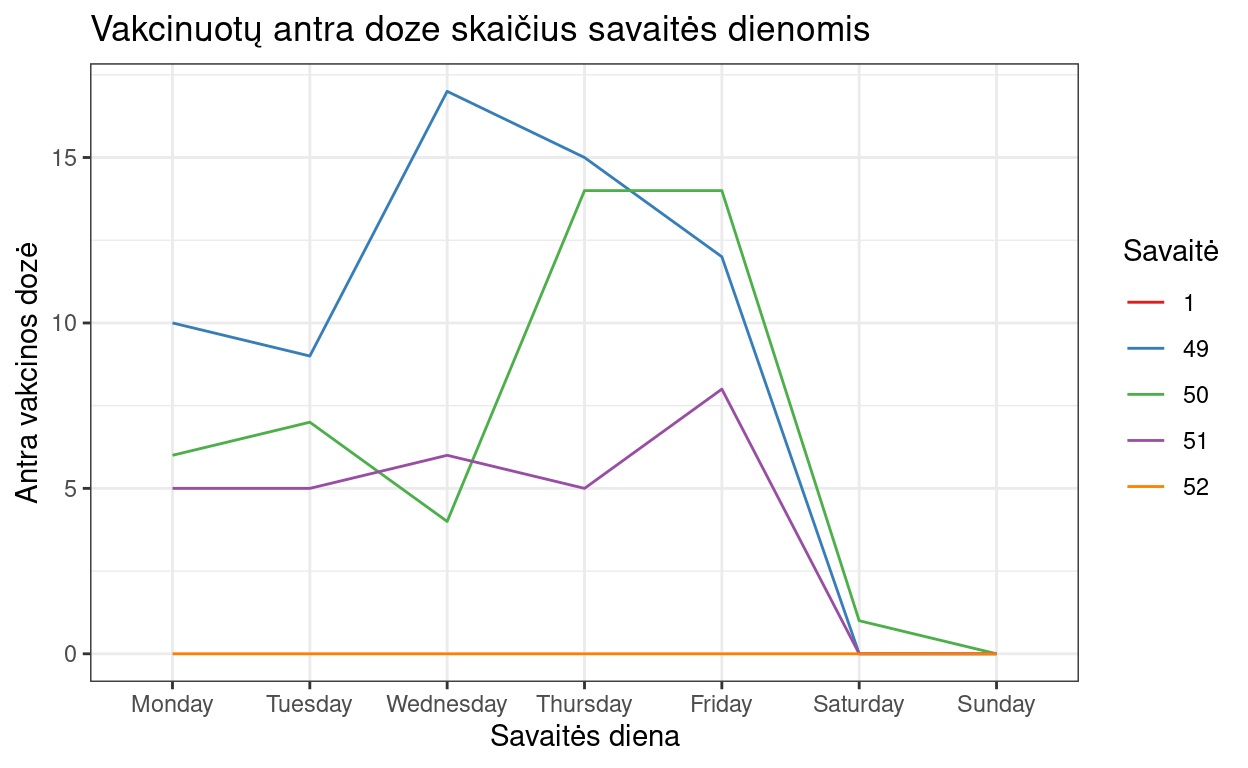 Vakcinuotų antra doze skaičius savaitės dienomis
Antra vakcinos dozė
15
10
5
0
Monday Tuesday Wednesday Thursday Friday Saturday Sunday
Savaitės diena
Savaitė
1
49
50
51
52